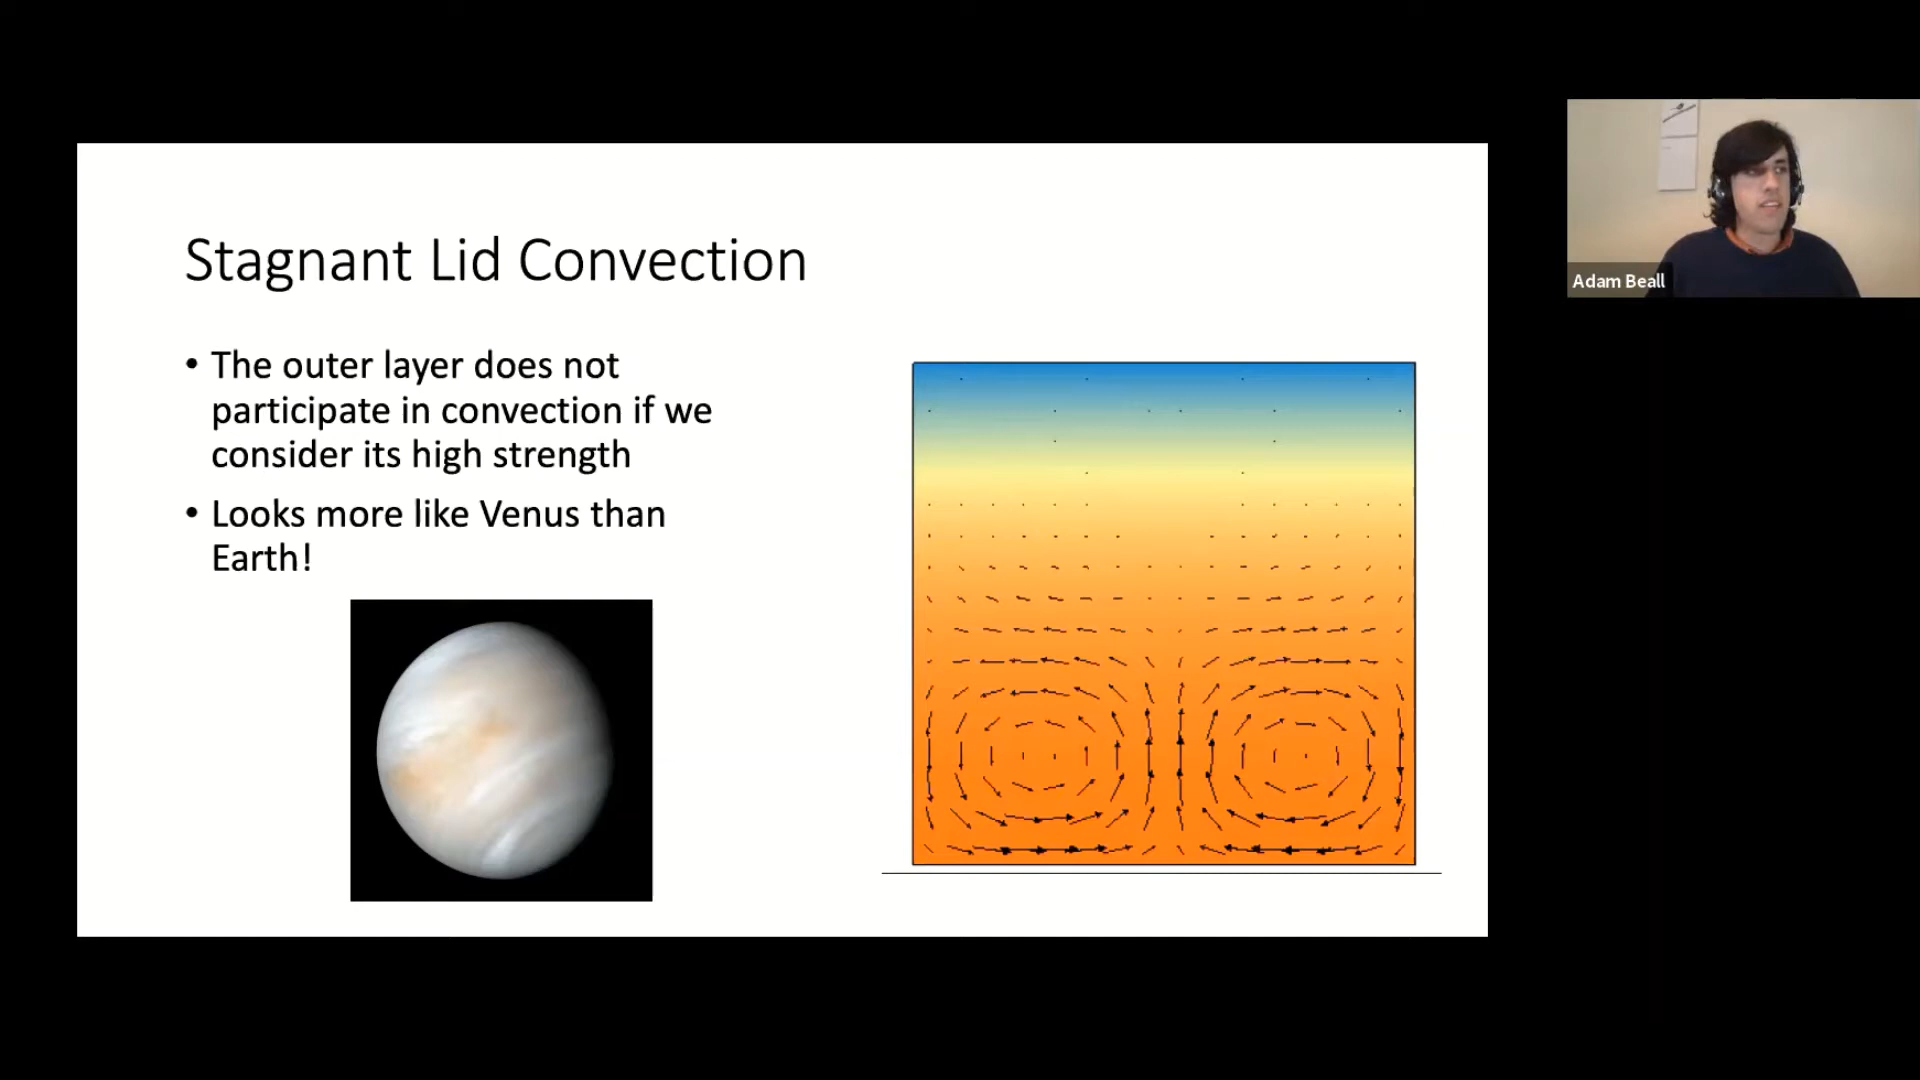 Stagnant Lid Convection
• The outer layer does not
participate in convection if we
consider its high strength
• Looks more like Venus than
Earth!
Adam Beall